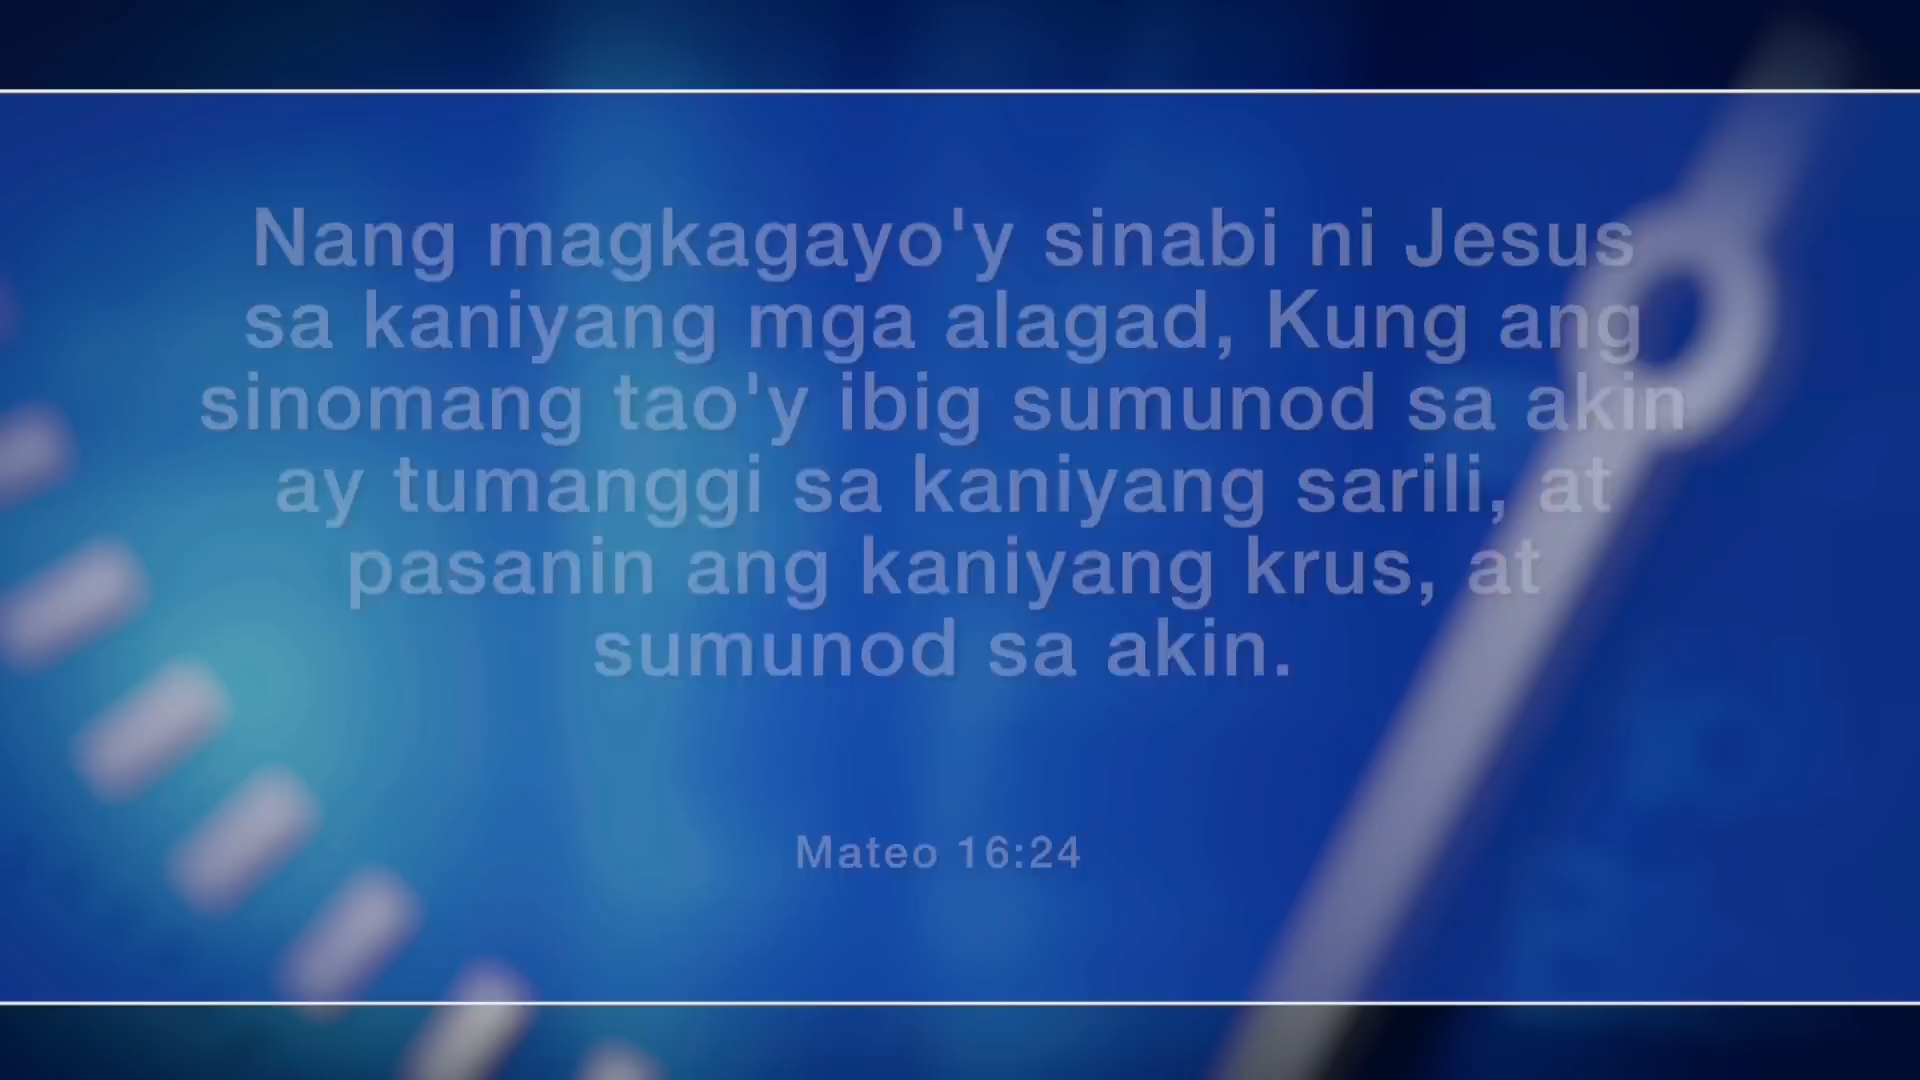 Nang magkagayo'y sinabi ni Jesus
sa kaniyang mga alagad, Kung ang
sinomang tao'y ibig sumunod sa akin
ay tumanggi sa kaniyang sarili, at
pasanin ang kaniyang krus, at
sumunod sa akin.
Mateo 16:24